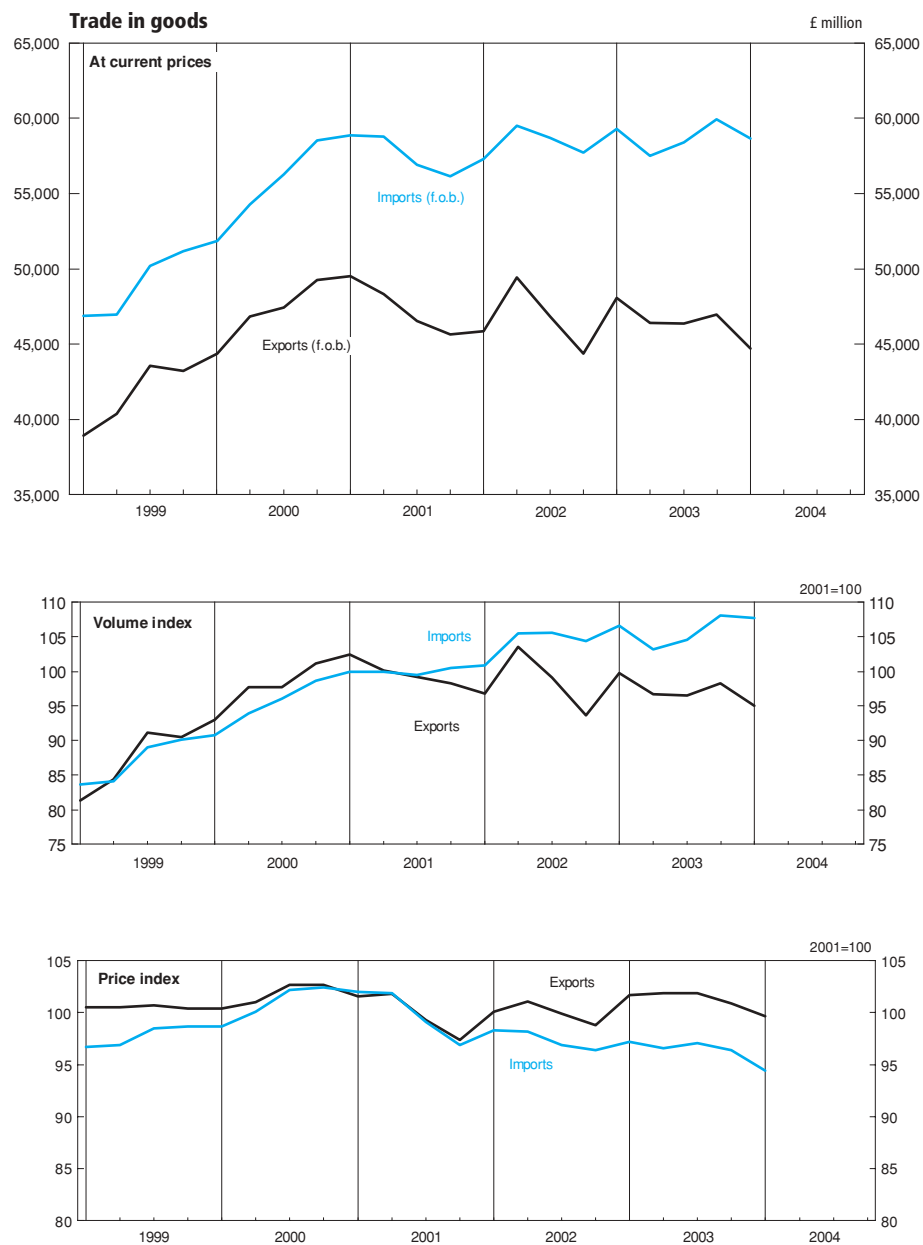 Trade in goods £ million
65,000 At current prices 65,000
60,000 60,000
55,000 55,000
Imports (f.o.b.)
50,000 50,000
45,000 Exports (f.o.b.) 45,000
40,000 40,000
35,000 35,000
1999 2000 2001 2002 2003 2004
2001=100
110 Volume index 110
105 Imports 105
100 100
95 95
Exports
90 90
85 85
80 80
75 75
1999 2000 2001 2002 2003 2004
2001=100
105 Price index 105
Exports
100 100
95 Imports 95
90 90
85 85
80 80
1999 2000 2001 2002 2003 2004